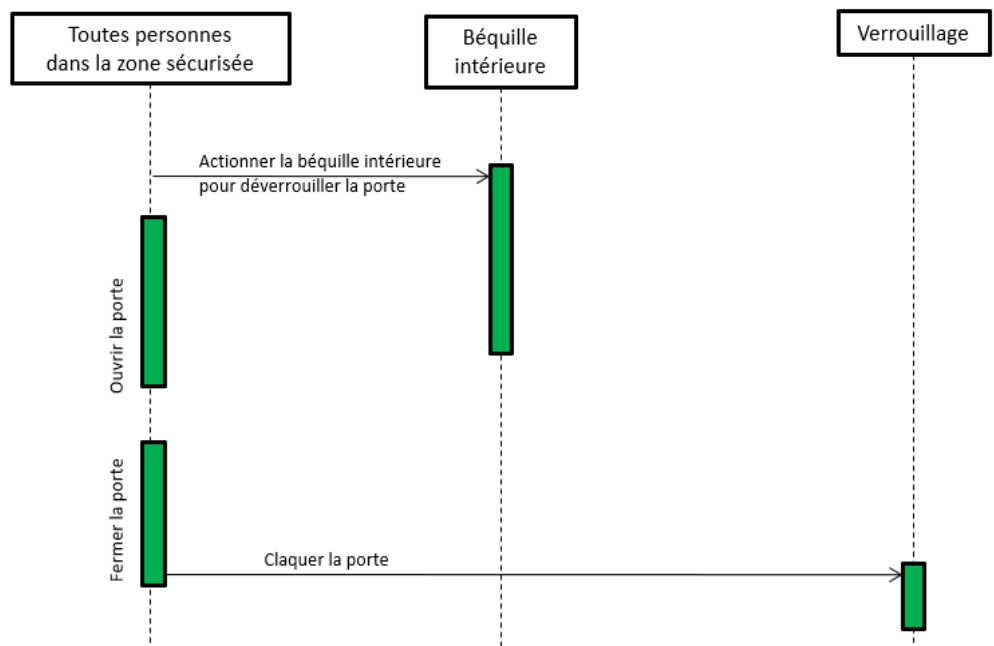 Toutes personnes
dans la zone sécurisée
Béquille
intérieure
Verrouillage
Actionner la béquille intérieure
pour déverrouiller la porte
Ouvrir la porte
Fermer la porte
Claquer la porte